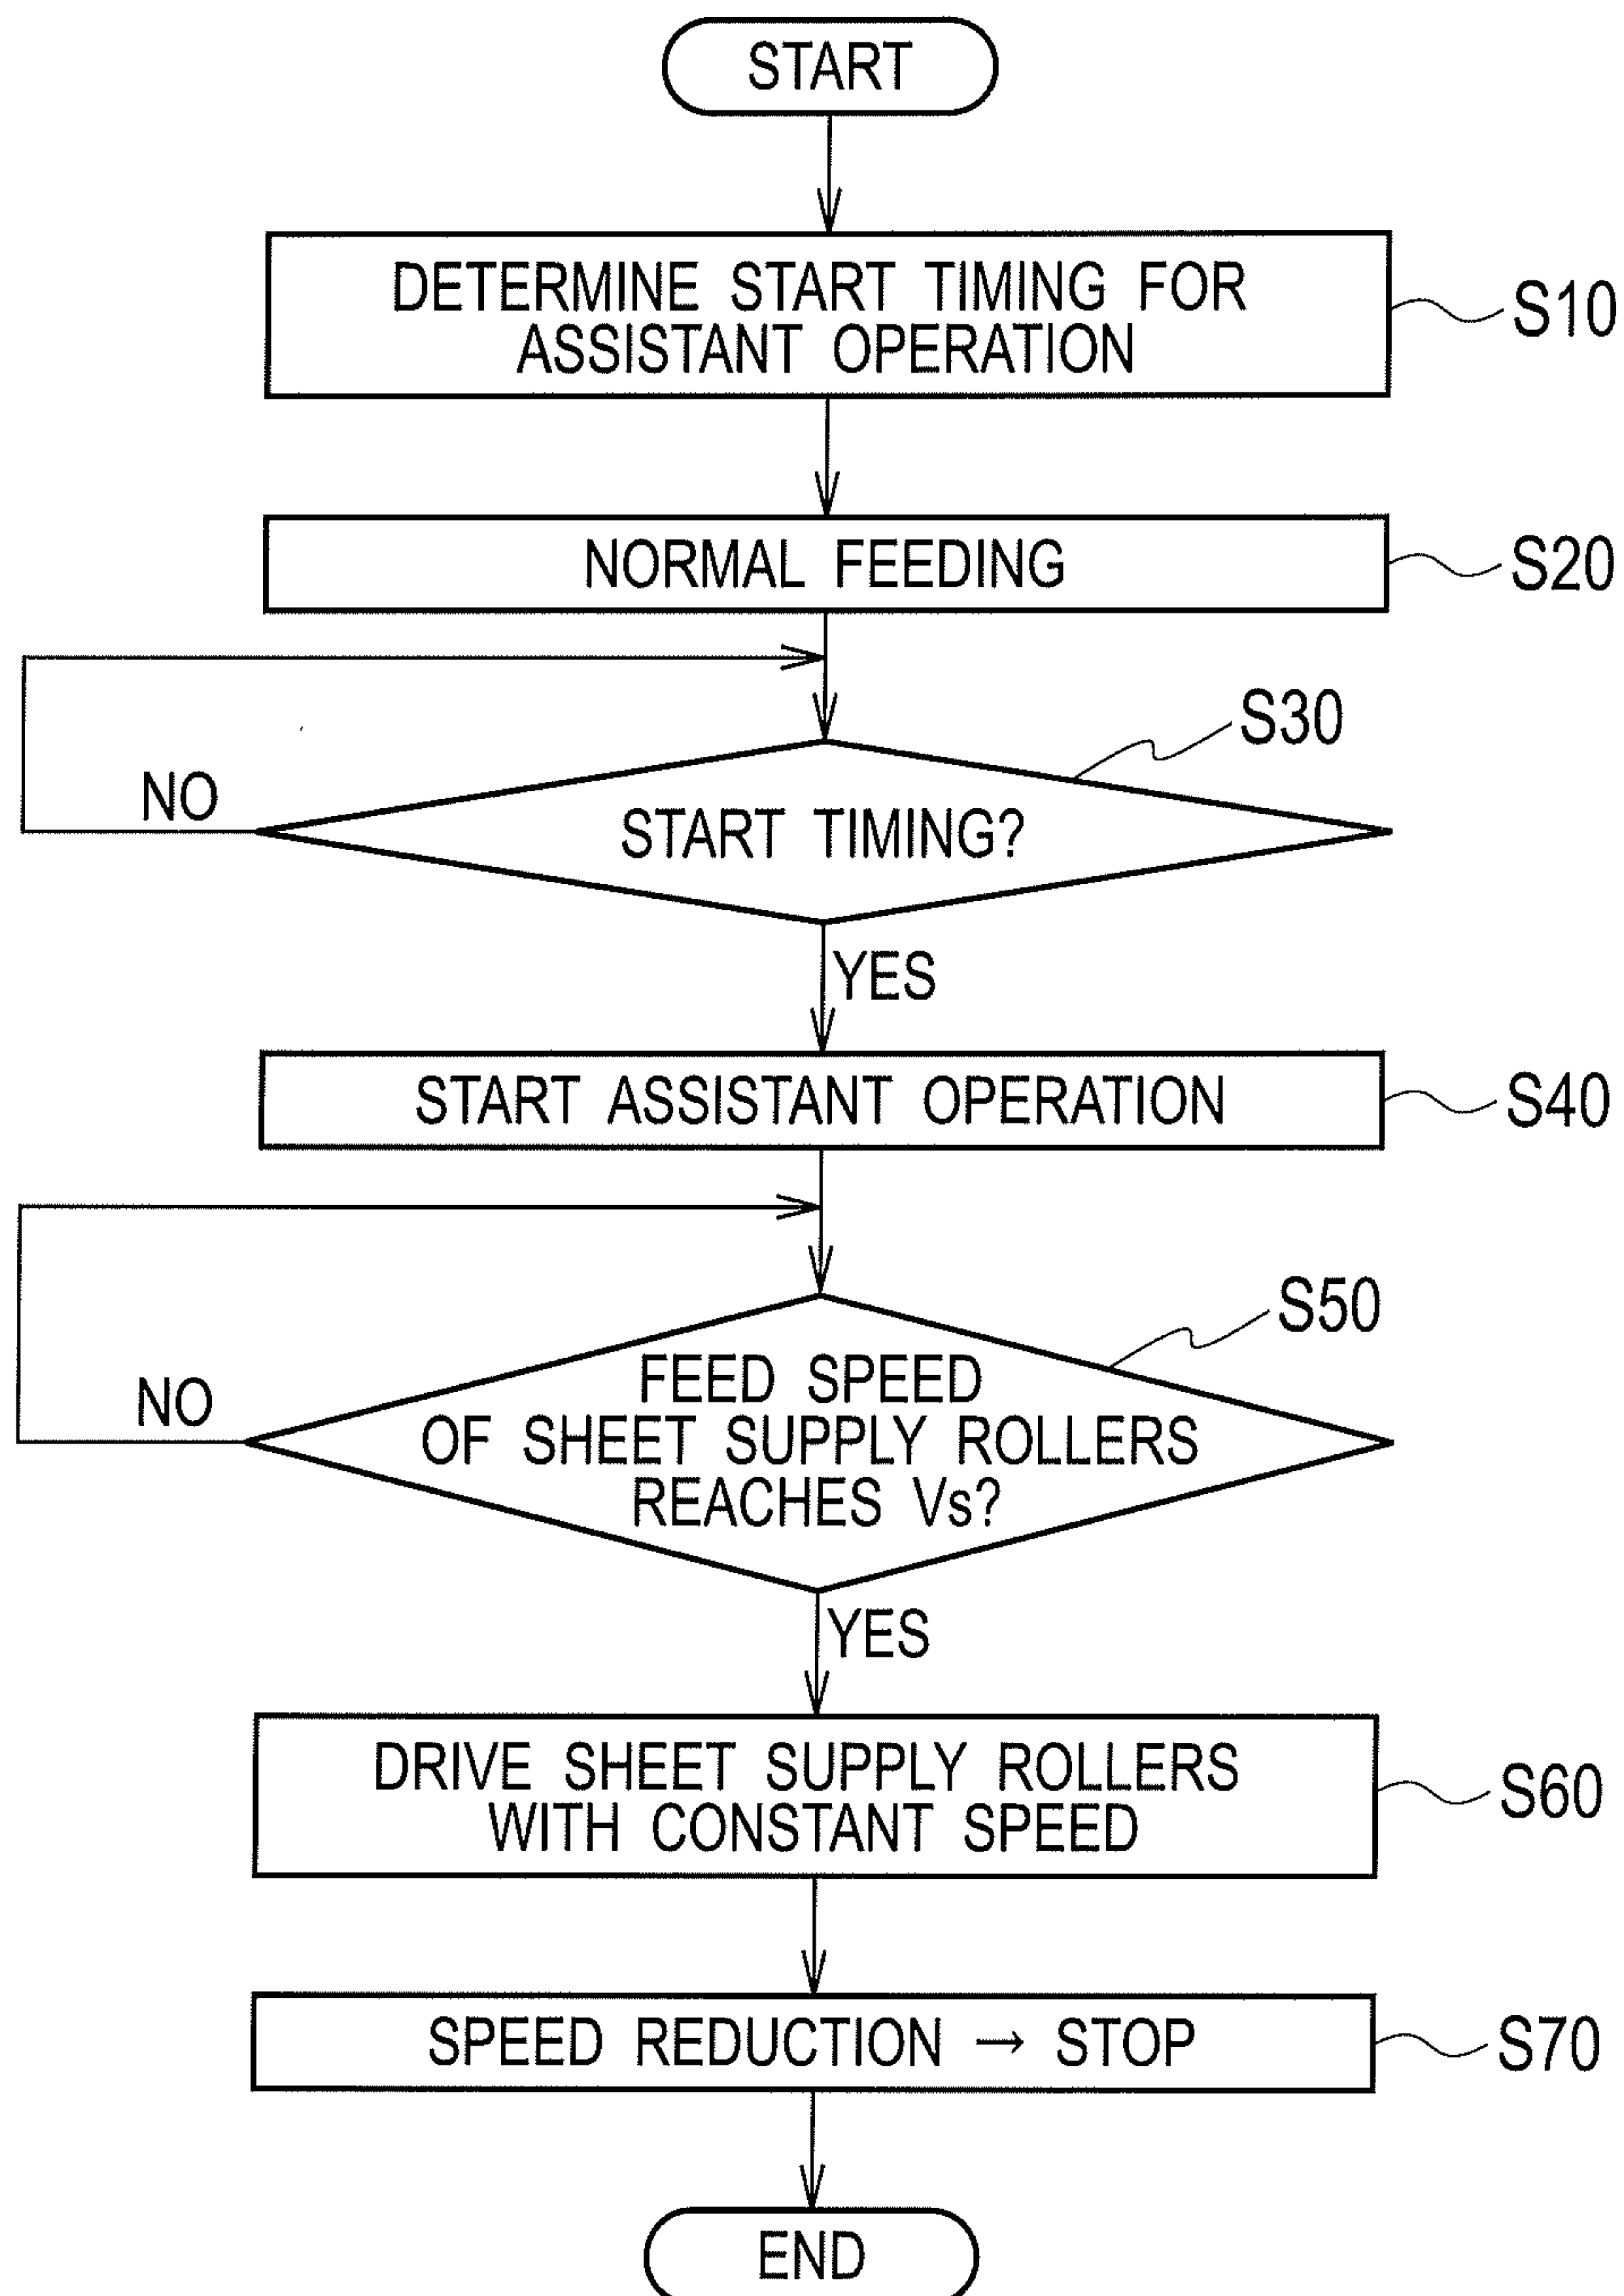 START
DETERMINE START TIMING FOR
ASSISTANT OPERATION
S10
NORMAL FEEDING
S20
S30
NO
START TIMING?
YES
START ASSISTANT OPERATION
S40
S50
NO
FEED SPEED
OF SHEET SUPPLY ROLLERS
REACHES Vs?
YES
DRIVE SHEET SUPPLY ROLLERS
WITH CONSTANT SPEED
S60
SPEED REDUCTION → STOP
S70
END